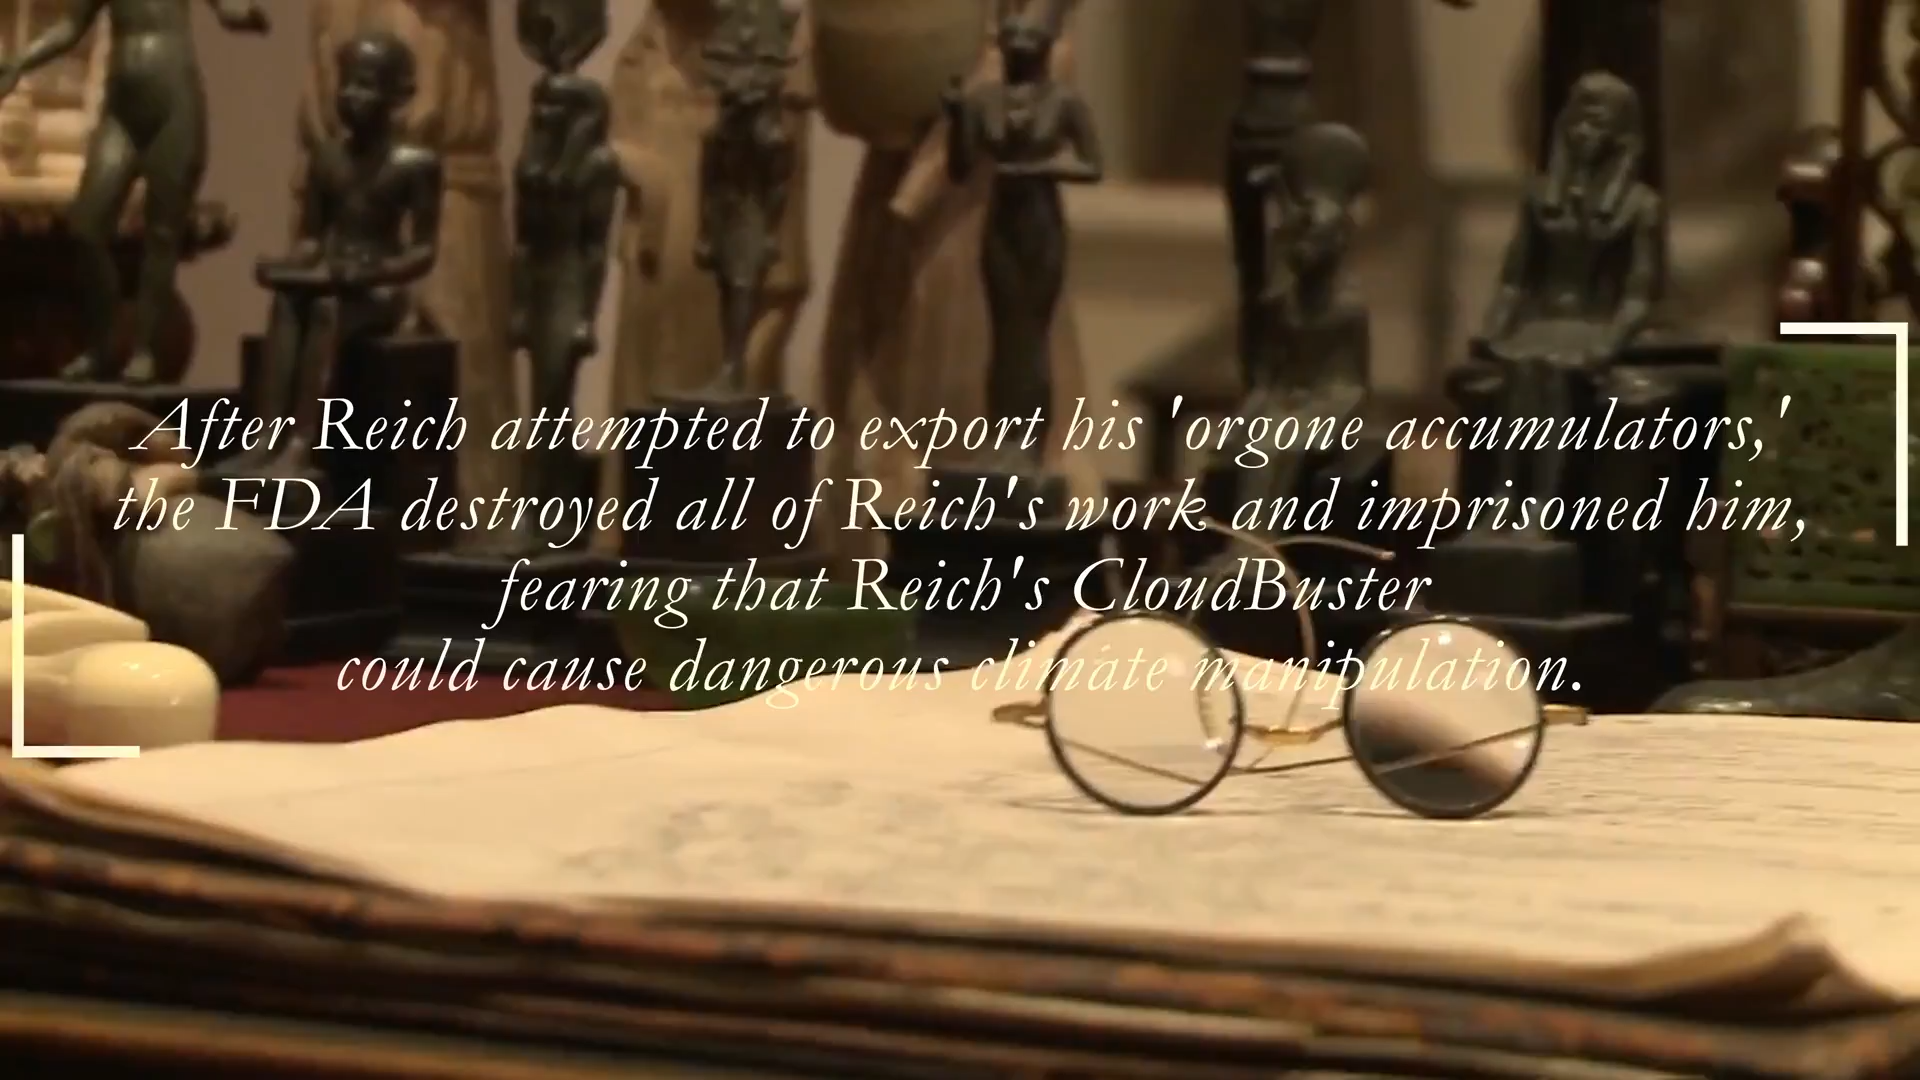 After Reich attempted to export his 'orgone accumulators,'
the FDA destroyed all of Reich's work and imprisoned him,
fearing that Reich's CloudBuster
could cause dangerous climate manipulation.